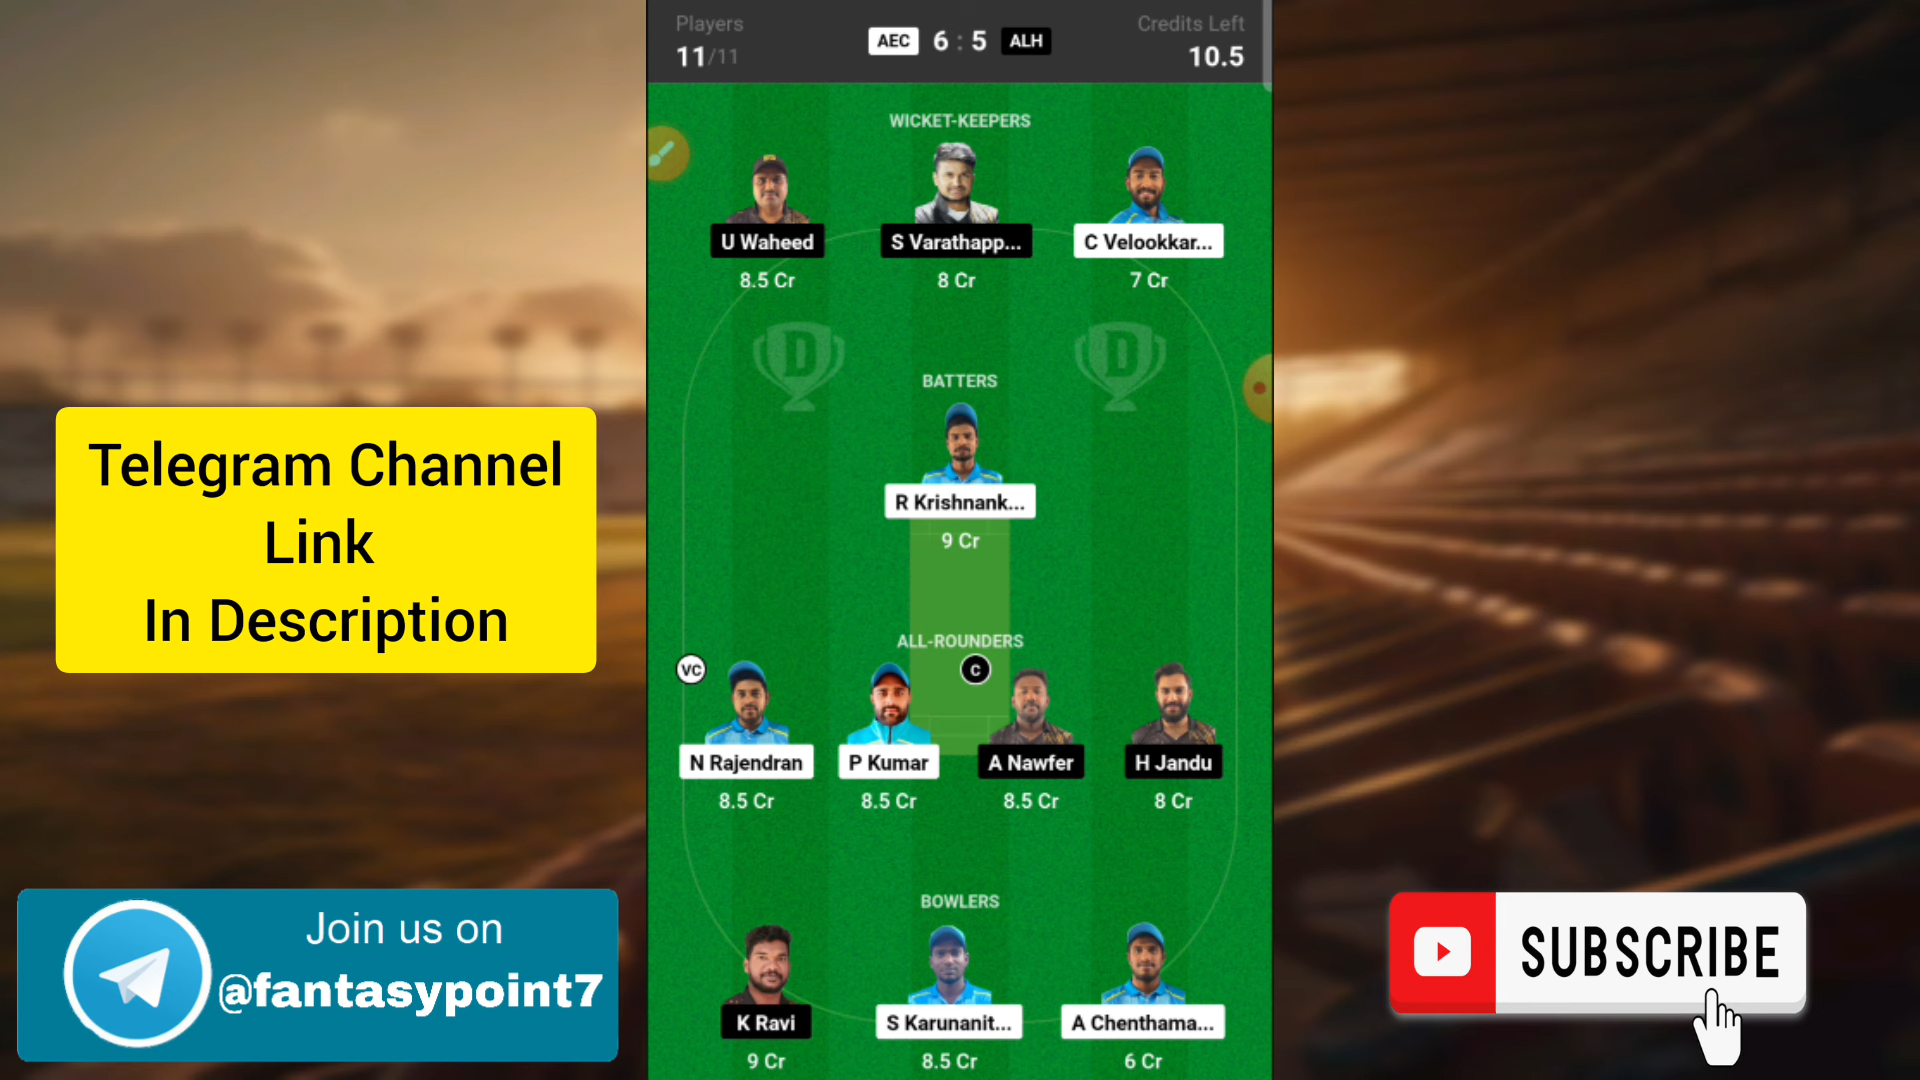 Players
11/11
AEC 6 : 5 ALH
Credits Left
10.5
WICKET-KEEPERS
U Waheed
S Varathapp...
C Velookkar...
8.5 Cr
8 Cr
7 Cr
D
D
BATTERS
R Krishnank...
9 Cr
ALL-ROUNDERS
VC
C
N Rajendran
P Kumar
A Nawfer
H Jandu
8.5 Cr
8.5 Cr
8.5 Cr
8 Cr
BOWLERS
K Ravi
S Karunanit...
A Chenthama...
9 Cr
8.5 Cr
6 Cr
Telegram Channel
Link
In Description
Join us on
@fantasypoint7
SUBSCRIBE